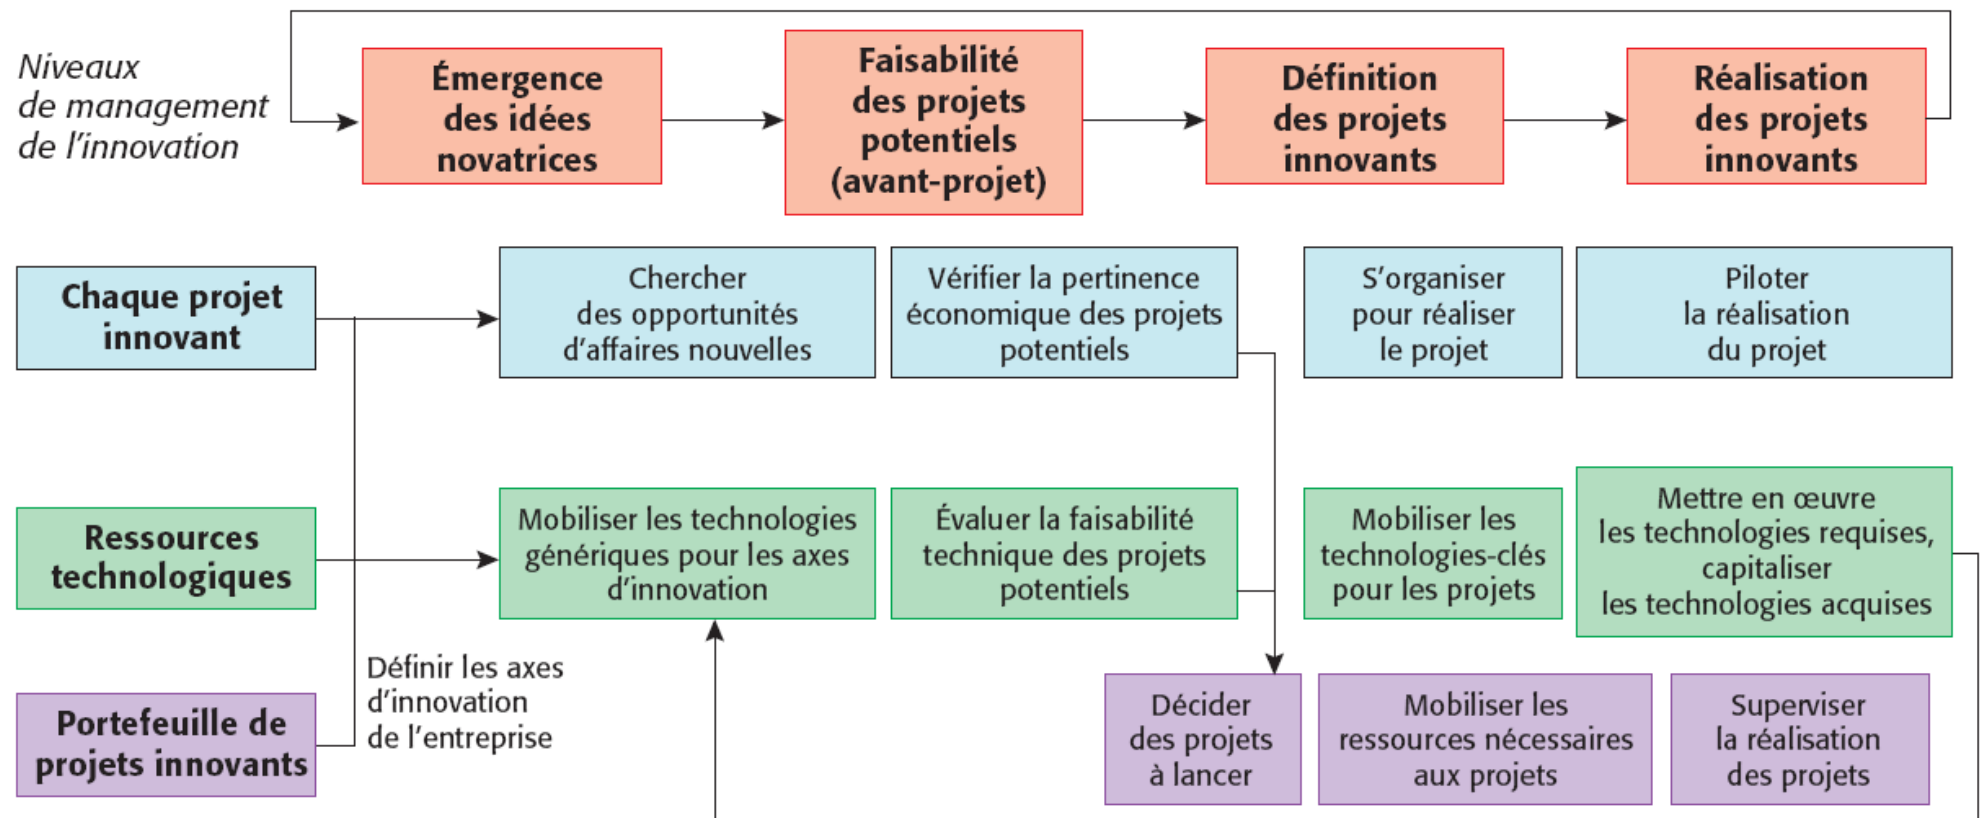 Niveaux
de management
de l’innovation
Émergence
des idées
novatrices
Faisabilité
des projets
potentiels
(avant-projet)
Définition
des projets
innovants
Réalisation
des projets
innovants
Chaque projet
innovant
Chercher
des opportunités
d’affaires nouvelles
Vérifier la pertinence
économique des projets
potentiels
S’organiser
pour réaliser
le projet
Piloter
la réalisation
du projet
Ressources
technologiques
Mobiliser les technologies
génériques pour les axes
d’innovation
Évaluer la faisabilité
technique des projets
potentiels
Mobiliser les
technologies-clés
pour les projets
Mettre en œuvre
les technologies requises,
capitaliser
les technologies acquises
Portefeuille de
projets innovants
Définir les axes
d’innovation
de l’entreprise
Décider
des projets
à lancer
Mobiliser les
ressources nécessaires
aux projets
Superviser
la réalisation
des projets